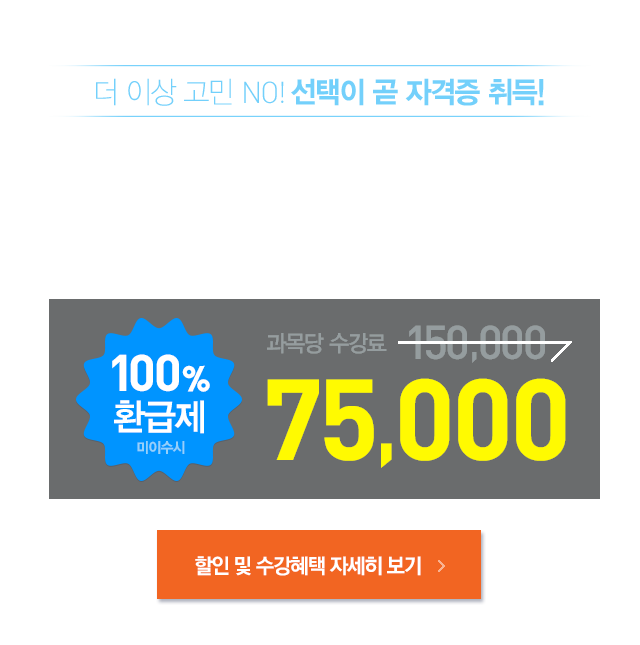 더 이상 고민 NO! 선택이 곧 자격증 취득!
100%
환급제
미이수시
과목당 수강료 150,000
75,000
할인 및 수강혜택 자세히 보기 >